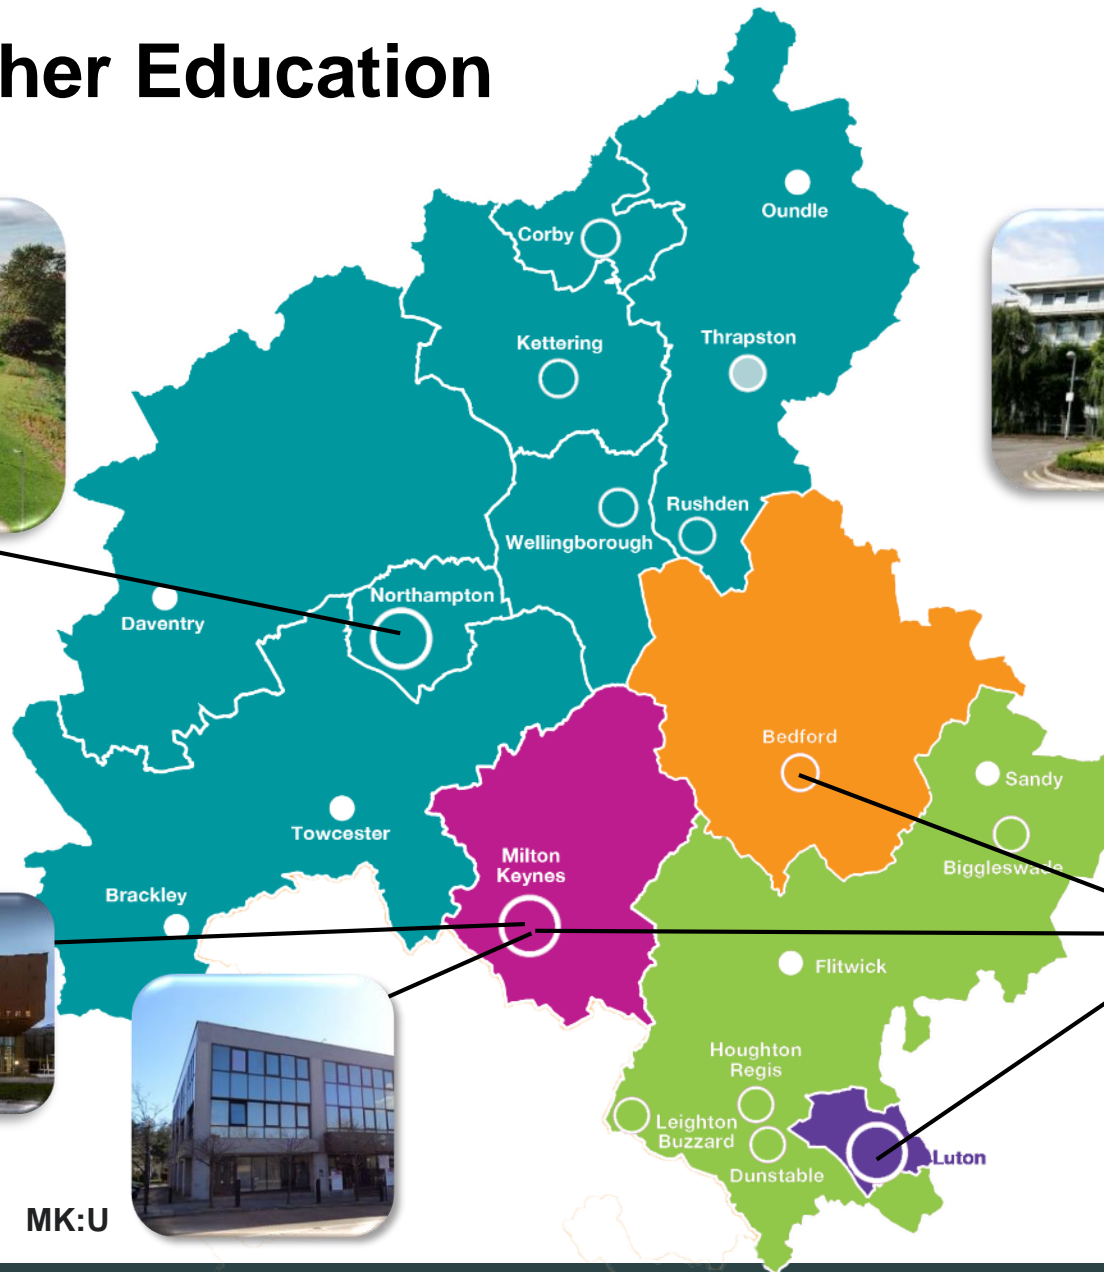 her Education
Oundle
Corby
Thrapston
Kettering
Rushden
Wellingborough
Northampton
Daventry
Bedford
Sandy
Towcester
Biggleswade
Milton
Keynes
Brackley
Flitwick
Houghton
Regis
Leighton
Buzzard
Dunstable
Luton
MK:U